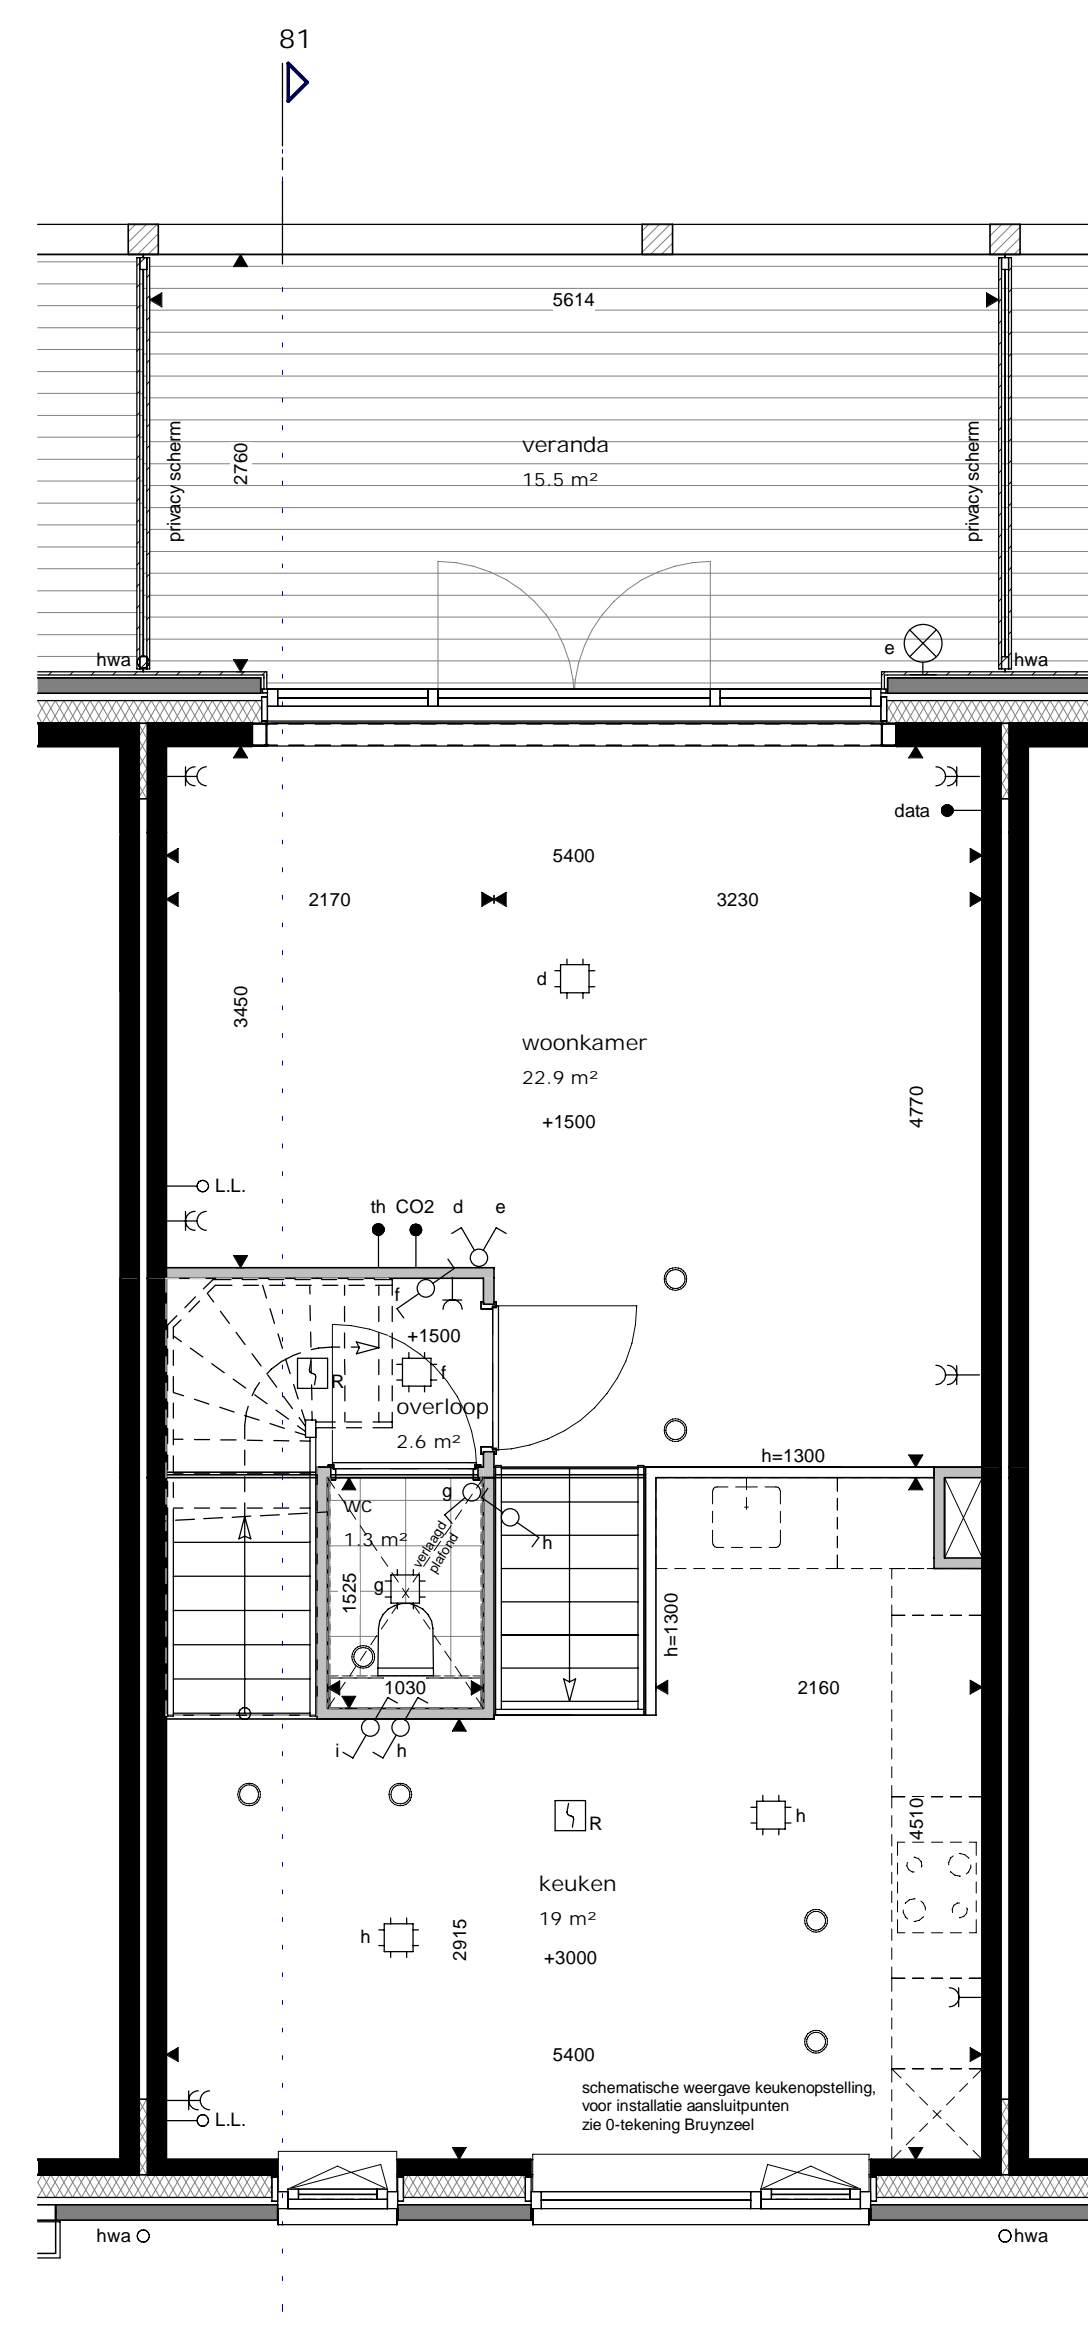 81
5614
privacy scherm
2760
veranda
15.5 m²
privacy scherm
hwa
e
hwa
data
5400
2170
3230
d
3450
woonkamer
22.9 m²
4770
+1500
L.L.
th
CO2
d
e
f
+1500
R
f
overloop
2.6 m²
h=1300
g
wc
1.3 m²
verlaagd
plafond
h
g
1525
h=1300
1030
2160
i
h
R
h
4510
keuken
19 m²
h
2915
+3000
5400
schematische weergave keukenopstelling,
voor installatie aansluitpunten
zie 0-tekening Bruynzeel
L.L.
hwa
hwa